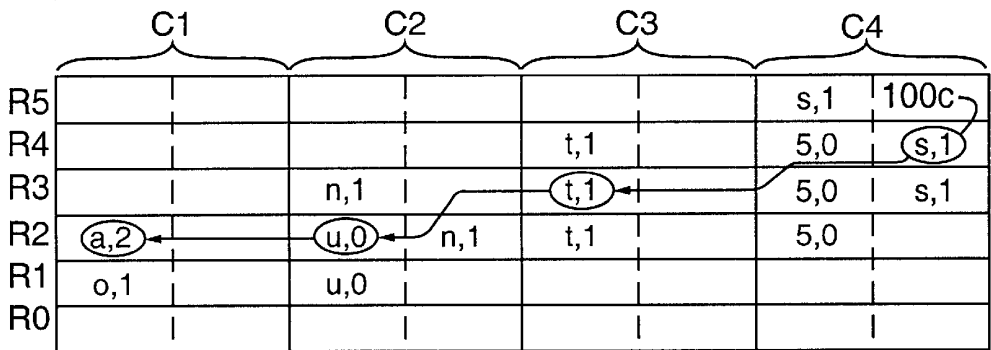 C1 C2 C3 C4
R5 s,1 100c
R4 t,1 5,0 s,1
R3 n,1 t,1 5,0 s,1
R2 a,2 u,0 n,1 t,1 5,0
R1 o,1 u,0
R0